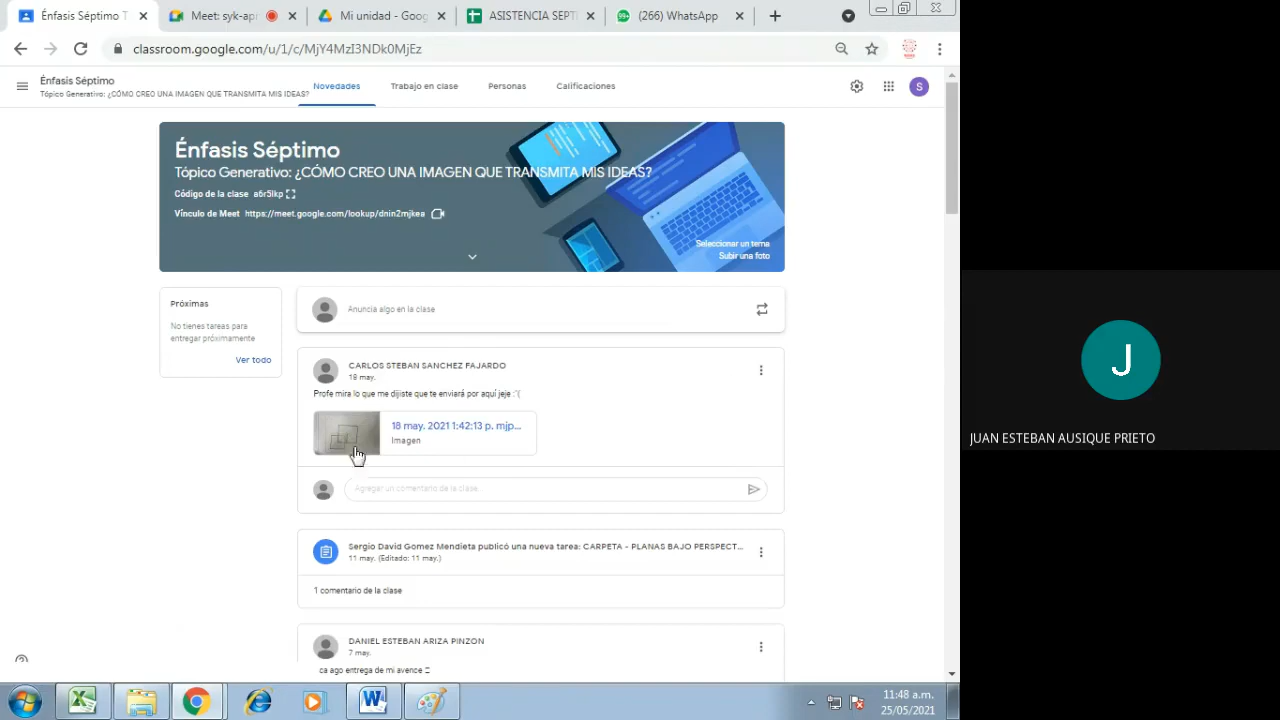 Énfasis Séptimo T
Meet: syk-apr
Mi unidad - Goog
ASISTENCIA SEPT
99+
(266) WhatsApp
classroom.google.com/u/1/c/MjY4MzI3NDk0MjEz
Énfasis Séptimo
Tópico Generativo: ¿CÓMO CREO UNA IMAGEN QUE TRANSMITA MIS IDEAS?
Novedades
Trabajo en clase
Personas
Calificaciones
S
Énfasis Séptimo
Tópico Generativo: ¿CÓMO CREO UNA IMAGEN QUE TRANSMITA MIS IDEAS?
Código de la clase a6r5lkp
Vínculo de Meet https://meet.google.com/lookup/dnin2mjkea
Seleccionar un tema
Subir una foto
Próximas
No tienes tareas para
entregar próximamente
Ver todo
Anuncia algo en la clase
CARLOS STEBAN SANCHEZ FAJARDO
18 may.
Profe mira lo que me dijiste que te enviará por aquí jeje :'(
18 may. 2021 1:42:13 p. mjp...
Imagen
Agregar un comentario de la clase...
Sergio David Gomez Mendieta publicó una nueva tarea: CARPETA - PLANAS BAJO PERSPECT...
11 may. (Editado: 11 may.)
1 comentario de la clase
DANIEL ESTEBAN ARIZA PINZON
7 may.
ca ago entrega de mi avence
J
JUAN ESTEBAN AUSIQUE PRIETO
11:48 a.m.
25/05/2021